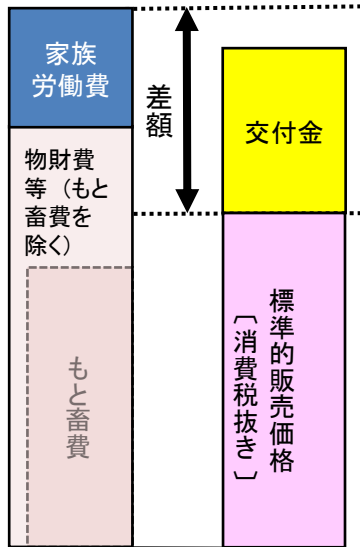 家族
労働費
物財費
等（もと
畜費を
除く）
もと畜費
差額
交付金
標準的販売価格
〔消費税抜き〕